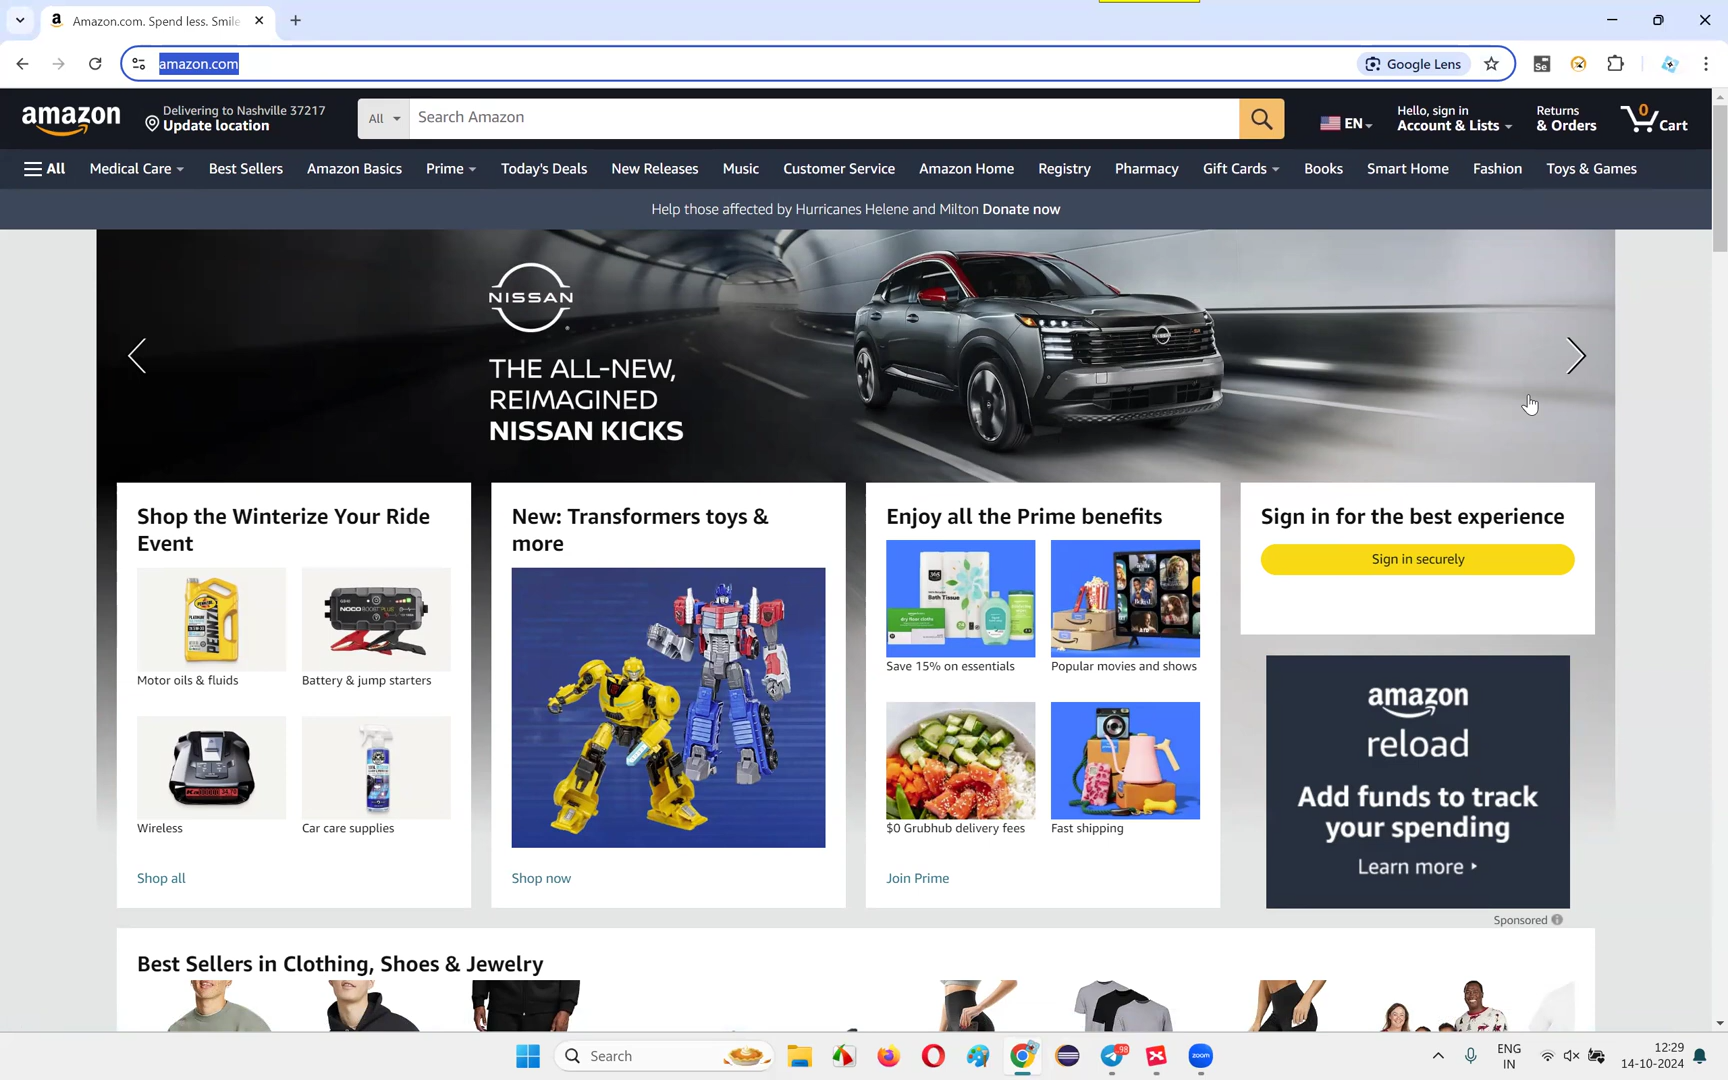 Amazon.com. Spend less. Smile
amazon.com
Google Lens
amazon
Delivering to Nashville 37217
Update location
All
Search Amazon
EN
Hello, sign in
Account & Lists
Returns
& Orders
0
Cart
All
Medical Care
Best Sellers
Amazon Basics
Prime
Today's Deals
New Releases
Music
Customer Service
Amazon Home
Registry
Pharmacy
Gift Cards
Books
Smart Home
Fashion
Toys & Games
Help those affected by Hurricanes Helene and Milton Donate now
NISSAN
THE ALL-NEW,
REIMAGINED
NISSAN KICKS
Shop the Winterize Your Ride
Event
Motor oils & fluids
Battery & jump starters
Wireless
Car care supplies
Shop all
New: Transformers toys &
more
Shop now
Enjoy all the Prime benefits
Save 15% on essentials
Popular movies and shows
$0 Grubhub delivery fees
Fast shipping
Join Prime
Sign in for the best experience
Sign in securely
amazon
reload
Add funds to track
your spending
Learn more
Sponsored
Best Sellers in Clothing, Shoes & Jewelry
Search
98
zoom
ENG
IN
12:29
14-10-2024